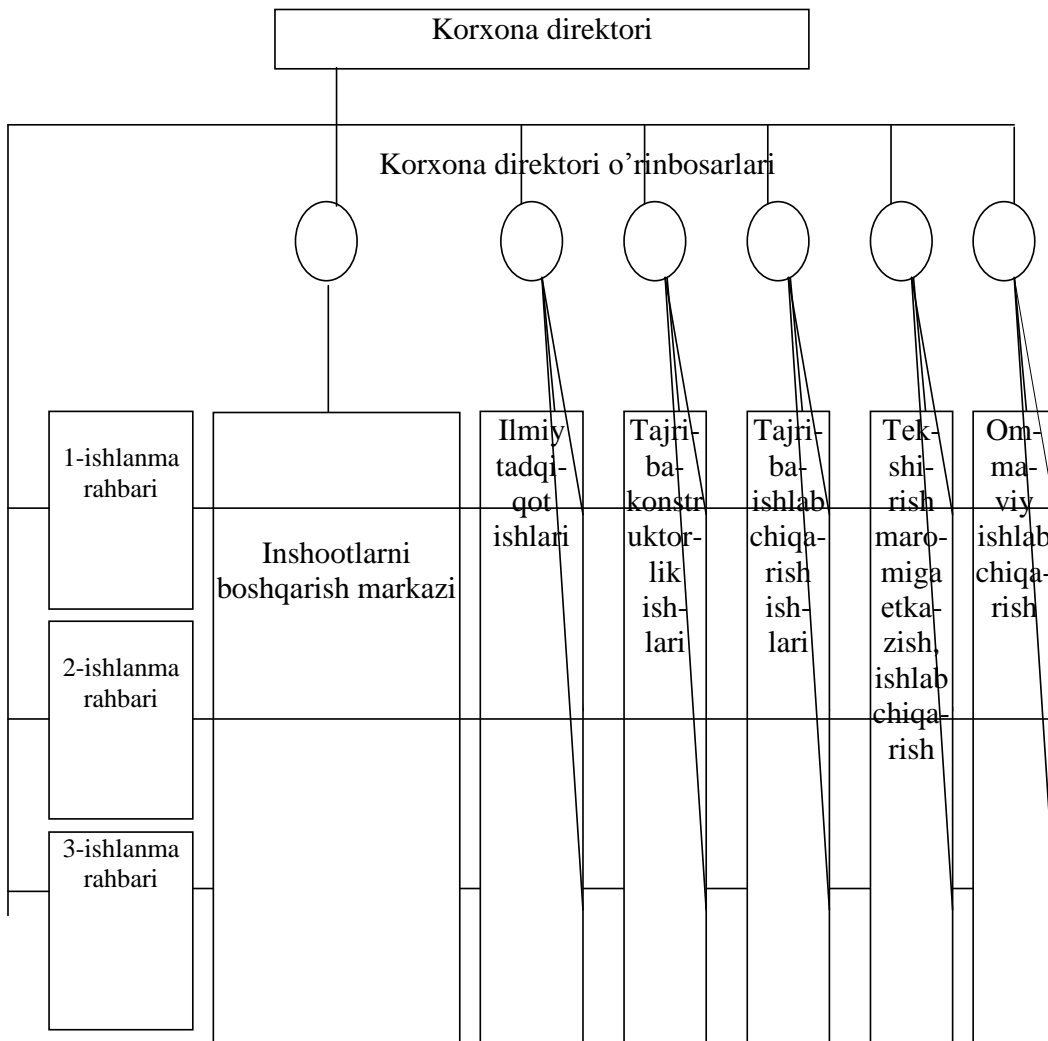 Korxona direktori
Korxona direktori o’rinbosarlari
1-ishlanma
rahbari
2-ishlanma
rahbari
3-ishlanma
rahbari
Inshootlarni
boshqarish markazi
Ilmiy
tadqi-
qot
ishlari
Tajri-
ba-
konstr
uktor-
lik
ish-
lari
Tajri-
ba-
ishlab
chiqa-
rish
ish-
lari
Tek-
shi-
rish
maro-
miga
etka-
zish,
ishlab
chiqa-
rish
Om-
ma-
viy
ishlab
chiqa-
rish